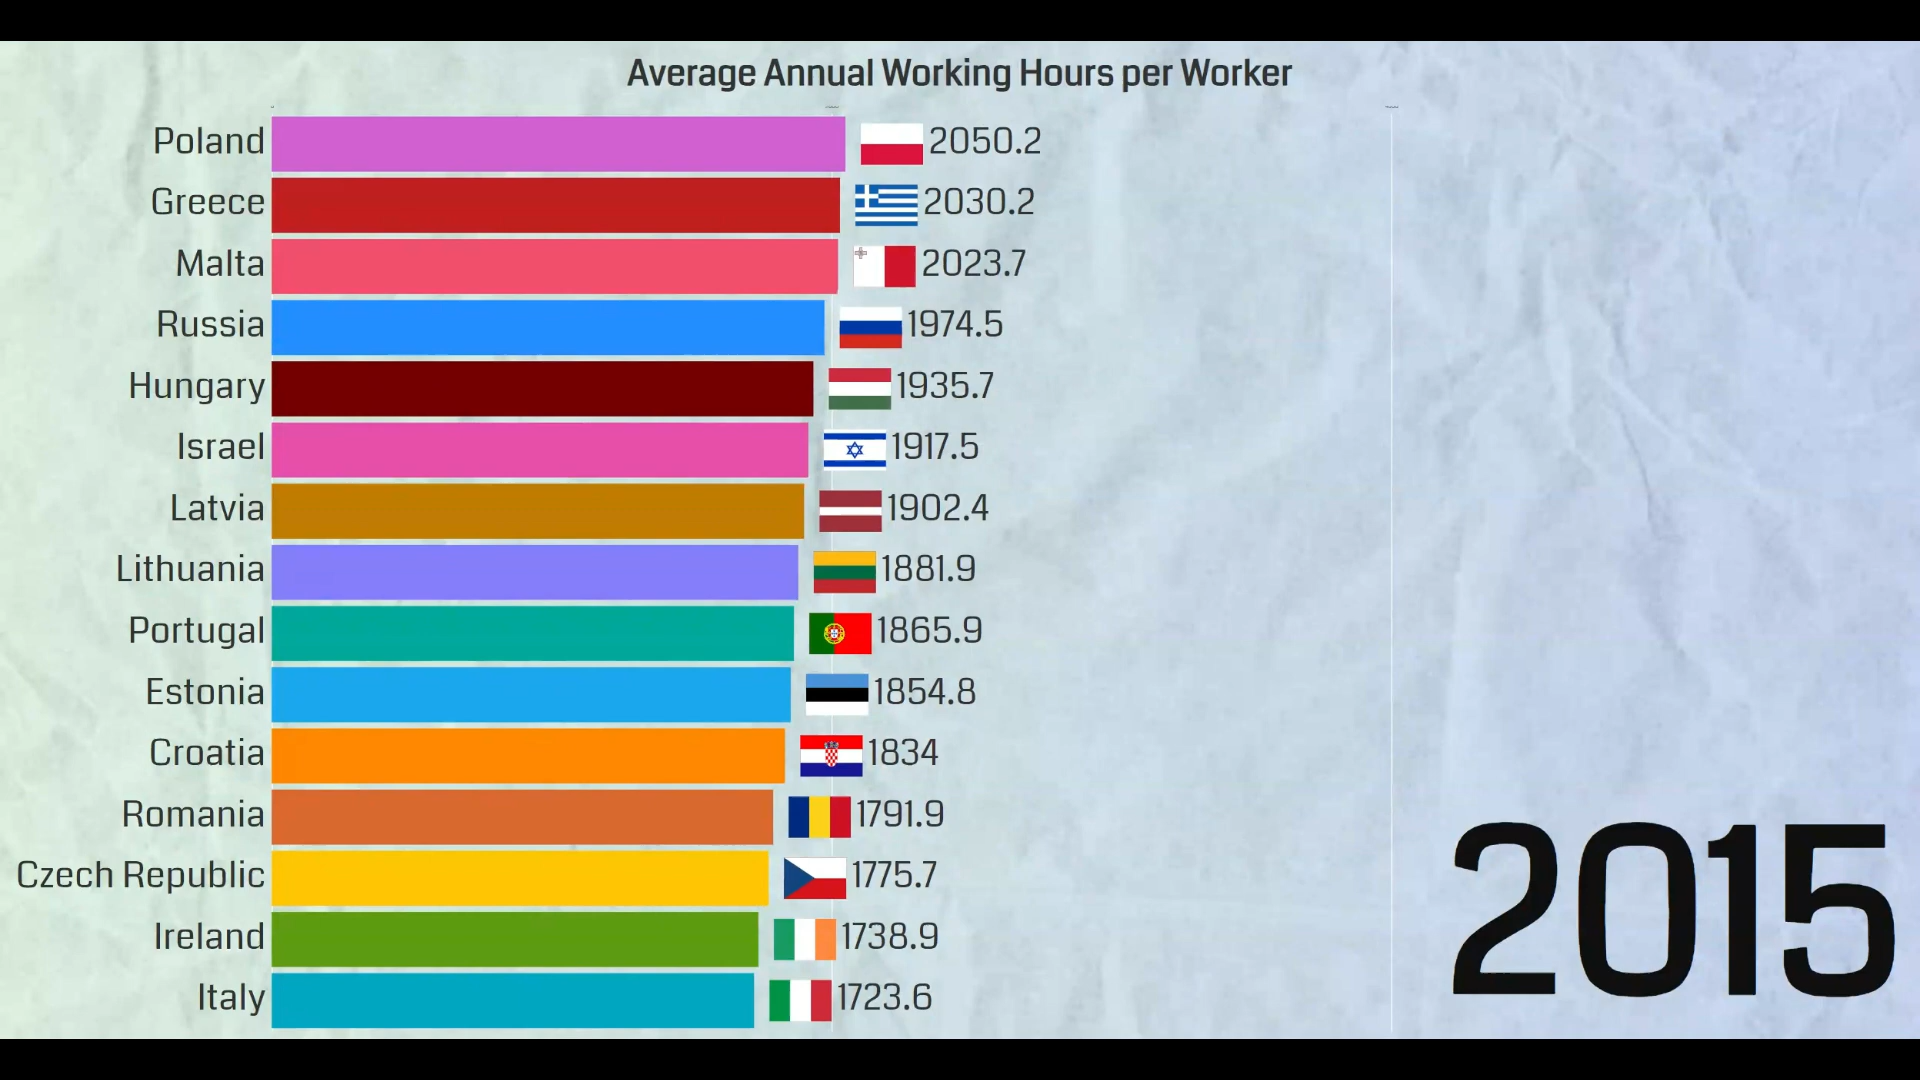 Average Annual Working Hours per Worker
Poland 2050.2
Greece 2030.2
Malta 2023.7
Russia 1974.5
Hungary 1935.7
Israel 1917.5
Latvia 1902.4
Lithuania 1881.9
Portugal 1865.9
Estonia 1854.8
Croatia 1834
Romania 1791.9
Czech Republic 1775.7
Ireland 1738.9
Italy 1723.6
2015